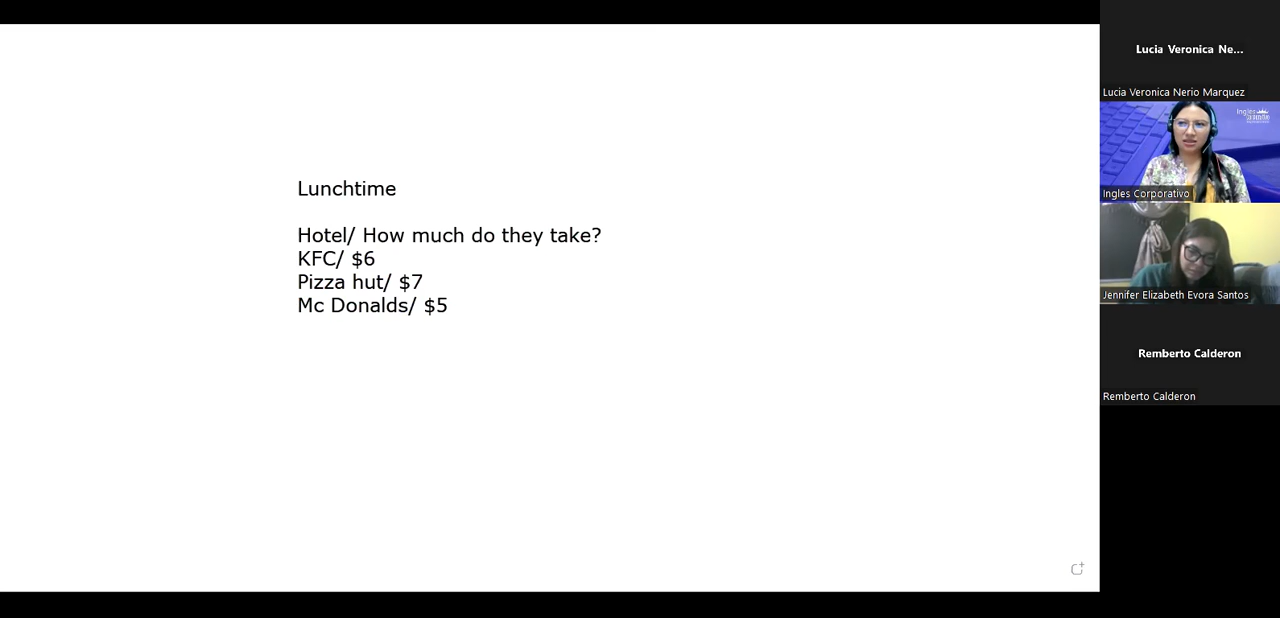 Lunchtime
Hotel/ How much do they take?
KFC/ $6
Pizza hut/ $7
Mc Donalds/ $5
Lucia Veronica Ne...
Lucia Veronica Nerio Marquez
Ingles
Ingles Corporativo
Jennifer Elizabeth Evora Santos
Remberto Calderon
Remberto Calderon